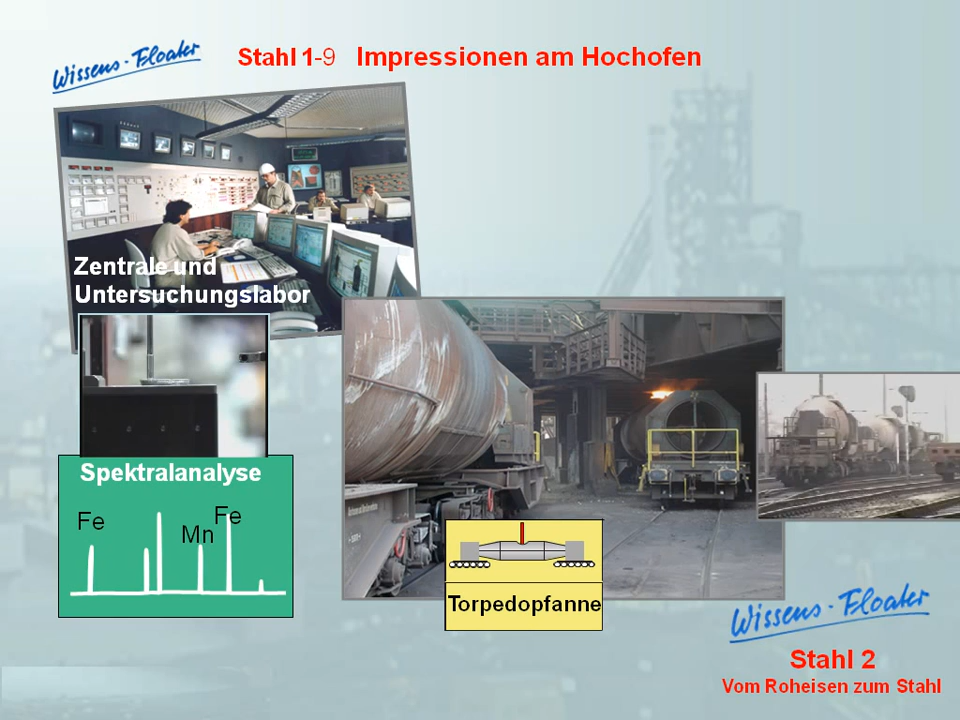 Wissens-Floater
Stahl 1-9 Impressionen am Hochofen
Zentrale und
Untersuchungslabor
Spektralanalyse
Fe
Mn
Fe
Torpedopfanne
Wissens-Floater
Stahl 2
Vom Roheisen zum Stahl